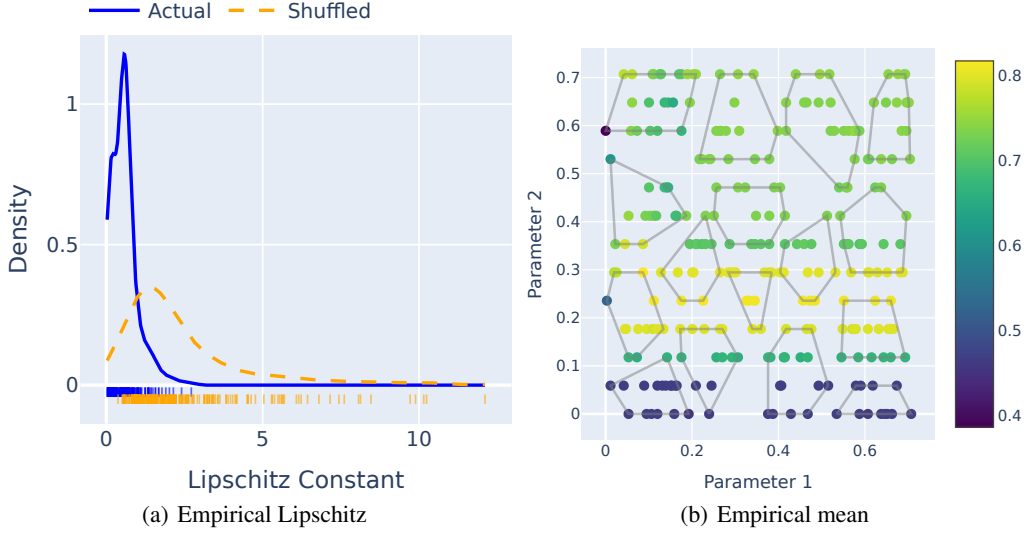 Actual Shuffled
1
0.5
0
Density
0 5 10
Lipschitz Constant
(a) Empirical Lipschitz
0.7
0.6
0.5
0.4
0.3
0.2
0.1
0
Parameter 2
0 0.2 0.4 0.6
Parameter 1
0.8
0.7
0.6
0.5
0.4
(b) Empirical mean